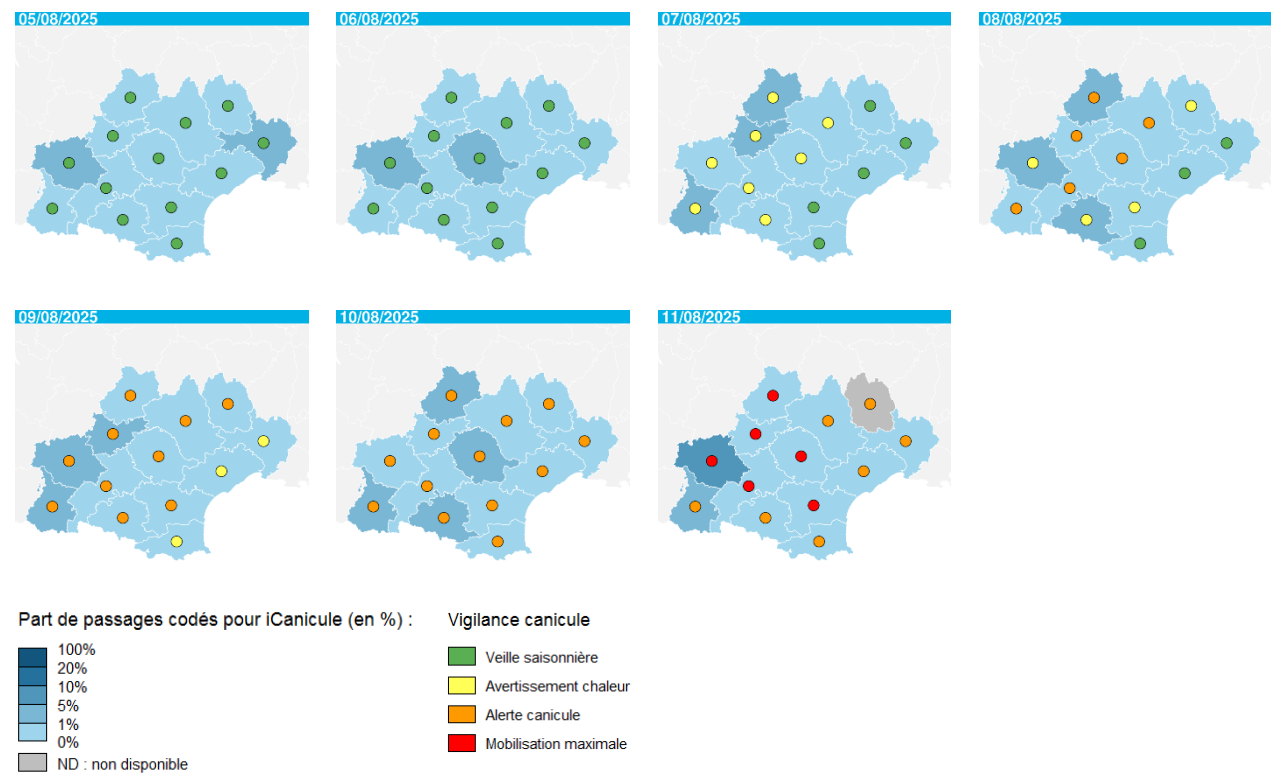 05/08/2025
06/08/2025
07/08/2025
08/08/2025
09/08/2025
10/08/2025
11/08/2025
Part de passages codés pour iCanicule (en %) :
100%
20%
10%
5%
1%
0%
ND : non disponible
Vigilance canicule
Veille saisonnière
Avertissement chaleur
Alerte canicule
Mobilisation maximale